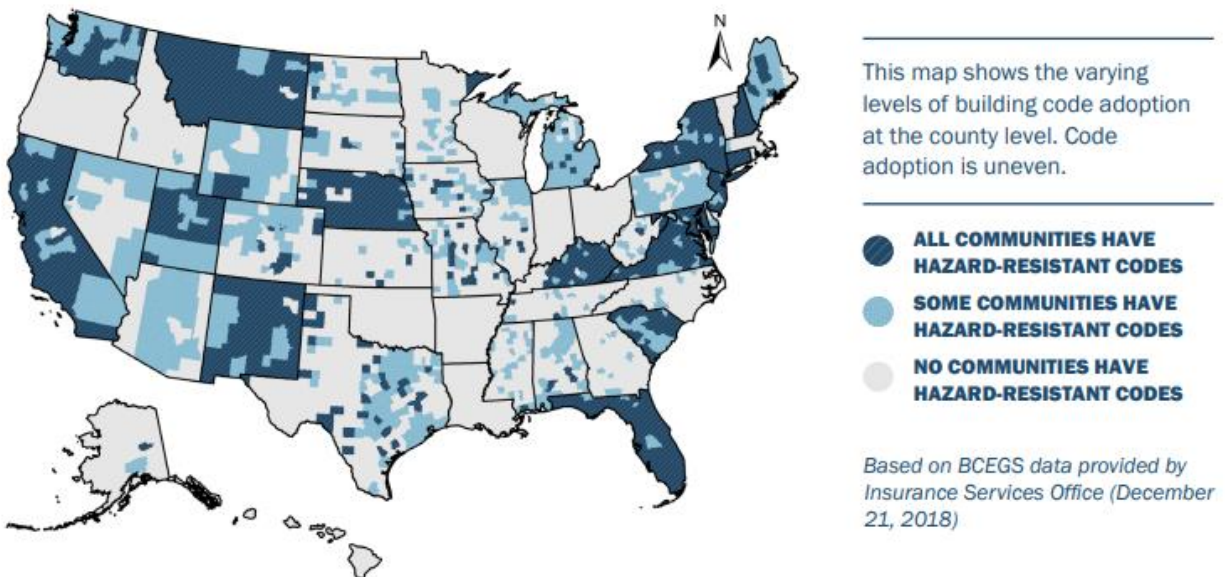 N
This map shows the varying
levels of building code adoption
at the county level. Code
adoption is uneven.
ALL COMMUNITIES HAVE
HAZARD-RESISTANT CODES
SOME COMMUNITIES HAVE
HAZARD-RESISTANT CODES
NO COMMUNITIES HAVE
HAZARD-RESISTANT CODES
Based on BCEGS data provided by
Insurance Services Office (December
21, 2018)